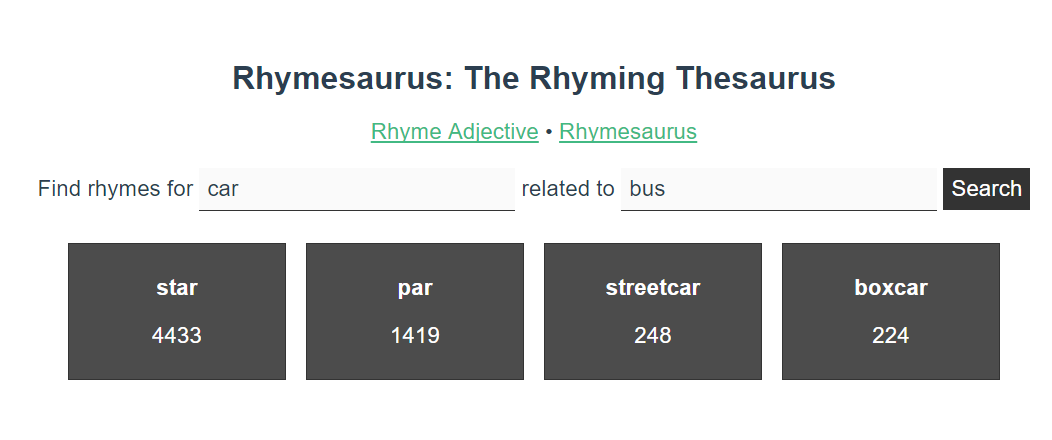 Rhymesaurus: The Rhyming Thesaurus
Rhyme Adjective • Rhymesaurus
Find rhymes for car related to bus Search
star par streetcar boxcar
4433 1419 248 224